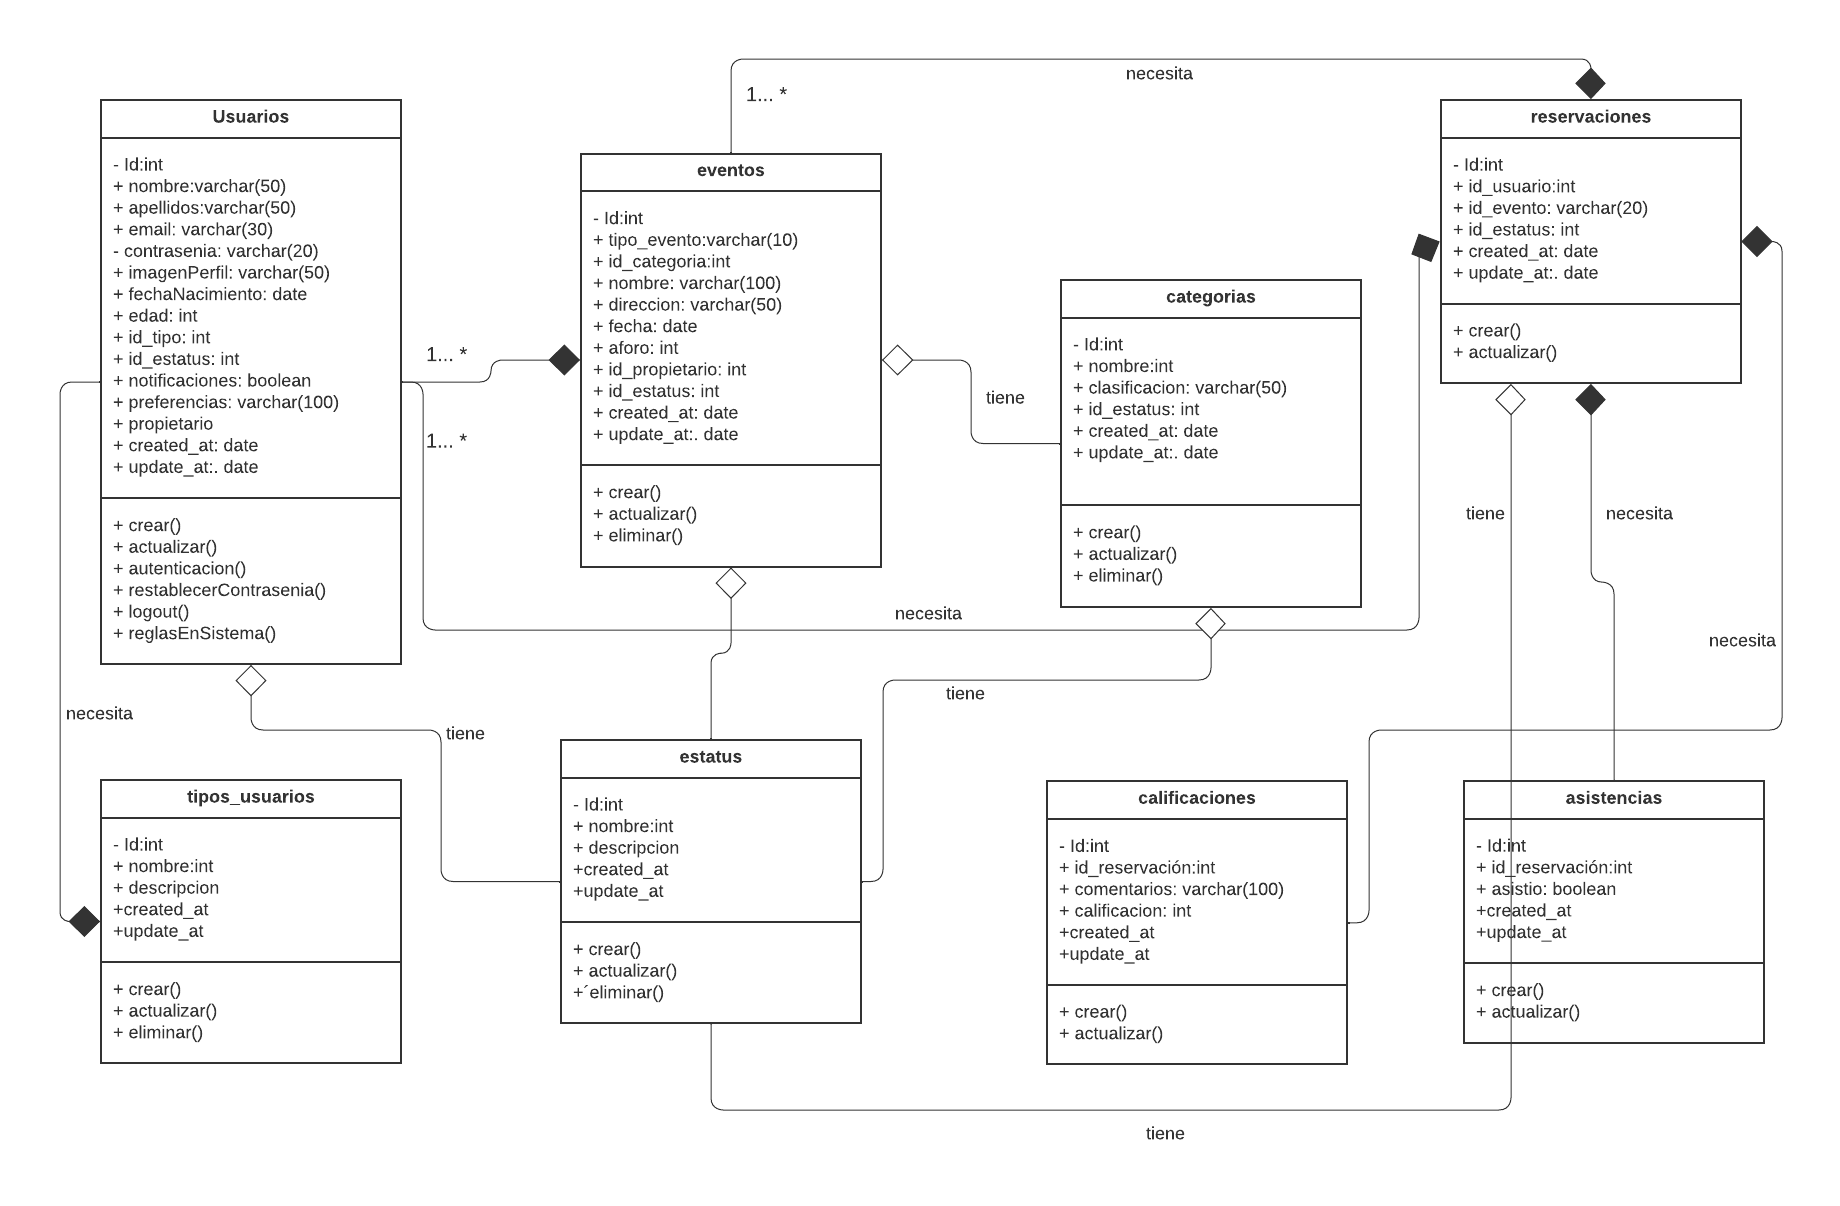 necesita
1... *
Usuarios
- Id:int
+ nombre:varchar(50)
+ apellidos:varchar(50)
+ email: varchar(30)
- contrasenia: varchar(20)
+ imagenPerfil: varchar(50)
+ fechaNacimiento: date
+ edad: int
+ id_tipo: int
+ id_estatus: int
+ notificaciones: boolean
+ preferencias: varchar(100)
+ propietario
+ created_at: date
+ update_at:. date
+ crear()
+ actualizar()
+ autenticacion()
+ restablecerContrasenia()
+ logout()
+ reglasEnSistema()
1... *
1... *
eventos
- Id:int
+ tipo_evento:varchar(10)
+ id_categoria:int
+ nombre: varchar(100)
+ direccion: varchar(50)
+ fecha: date
+ aforo: int
+ id_propietario: int
+ id_estatus: int
+ created_at: date
+ update_at:. date
+ crear()
+ actualizar()
+ eliminar()
tiene
categorias
- Id:int
+ nombre:int
+ clasificacion: varchar(50)
+ id_estatus: int
+ created_at: date
+ update_at:. date
+ crear()
+ actualizar()
+ eliminar()
reservaciones
- Id:int
+ id_usuario:int
+ id_evento: varchar(20)
+ id_estatus: int
+ created_at: date
+ update_at:. date
+ crear()
+ actualizar()
tiene
necesita
necesita
necesita
necesita
tiene
tiene
tipos_usuarios
- Id:int
+ nombre:int
+ descripcion
+created_at
+update_at
+ crear()
+ actualizar()
+ eliminar()
estatus
- Id:int
+ nombre:int
+ descripcion
+created_at
+update_at
+ crear()
+ actualizar()
+´eliminar()
calificaciones
- Id:int
+ id_reservación:int
+ comentarios: varchar(100)
+ calificacion: int
+created_at
+update_at
+ crear()
+ actualizar()
asistencias
- Id:int
+ id_reservación:int
+ asistio: boolean
+created_at
+update_at
+ crear()
+ actualizar()
tiene